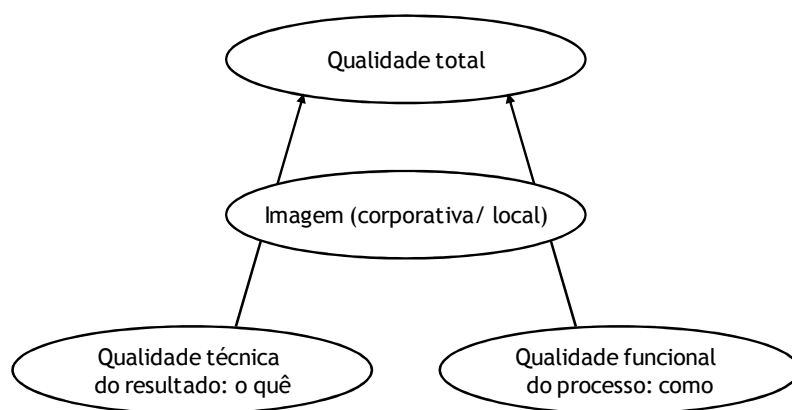 Qualidade total
Imagem (corporativa/ local)
Qualidade técnica
do resultado: o quê
Qualidade funcional
do processo: como